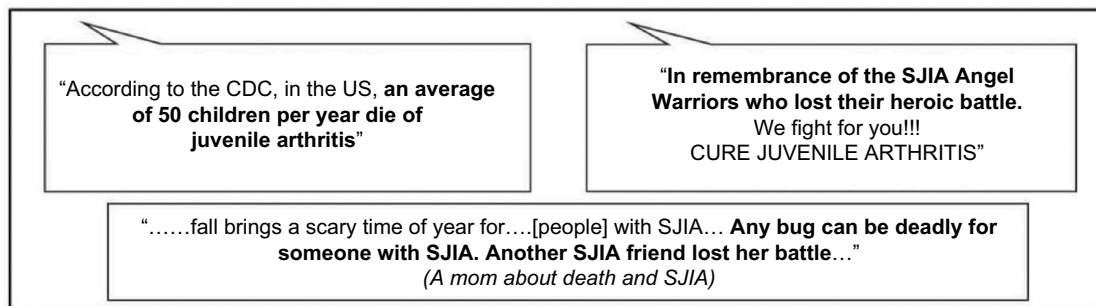 “According to the CDC, in the US, an average
of 50 children per year die of
juvenile arthritis”
“In remembrance of the SJIA Angel
Warriors who lost their heroic battle.
We fight for you!!!
CURE JUVENILE ARTHRITIS”
“……fall brings a scary time of year for….[people] with SJIA… Any bug can be deadly for
someone with SJIA. Another SJIA friend lost her battle…”
(A mom about death and SJIA)